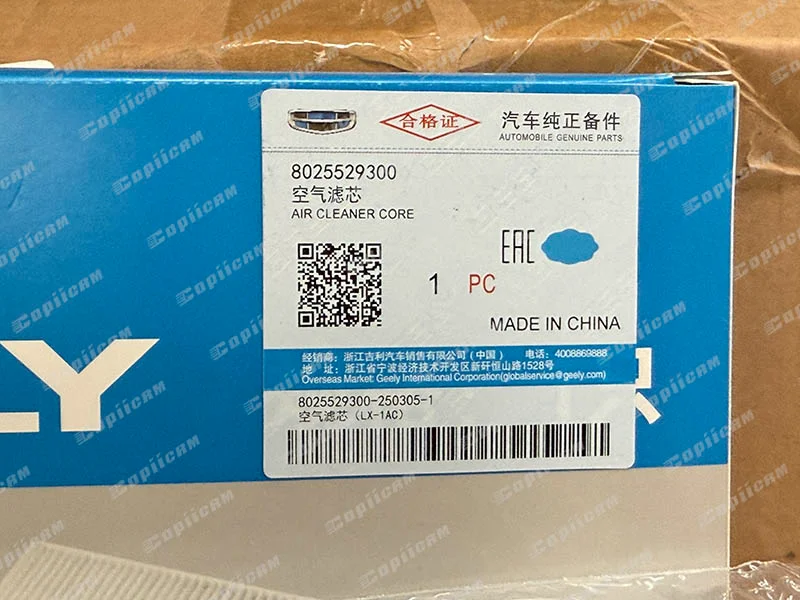 合格证
汽车纯正备件
AUTOMOBILE GENUINE PARTS
8025529300
空气滤芯
AIR CLEANER CORE
EAC
1 PC
MADE IN CHINA
经销商：浙江吉利汽车销售有限公司（中国） 电话：4008869888
地 址：浙江省宁波经济技术开发区新矸恒山路1528号
Overseas Market: Geely International Corporation(globalservice@geely.com)
LY
8025529300-250305-1
空气滤芯（LX-1AC）
Copiicam